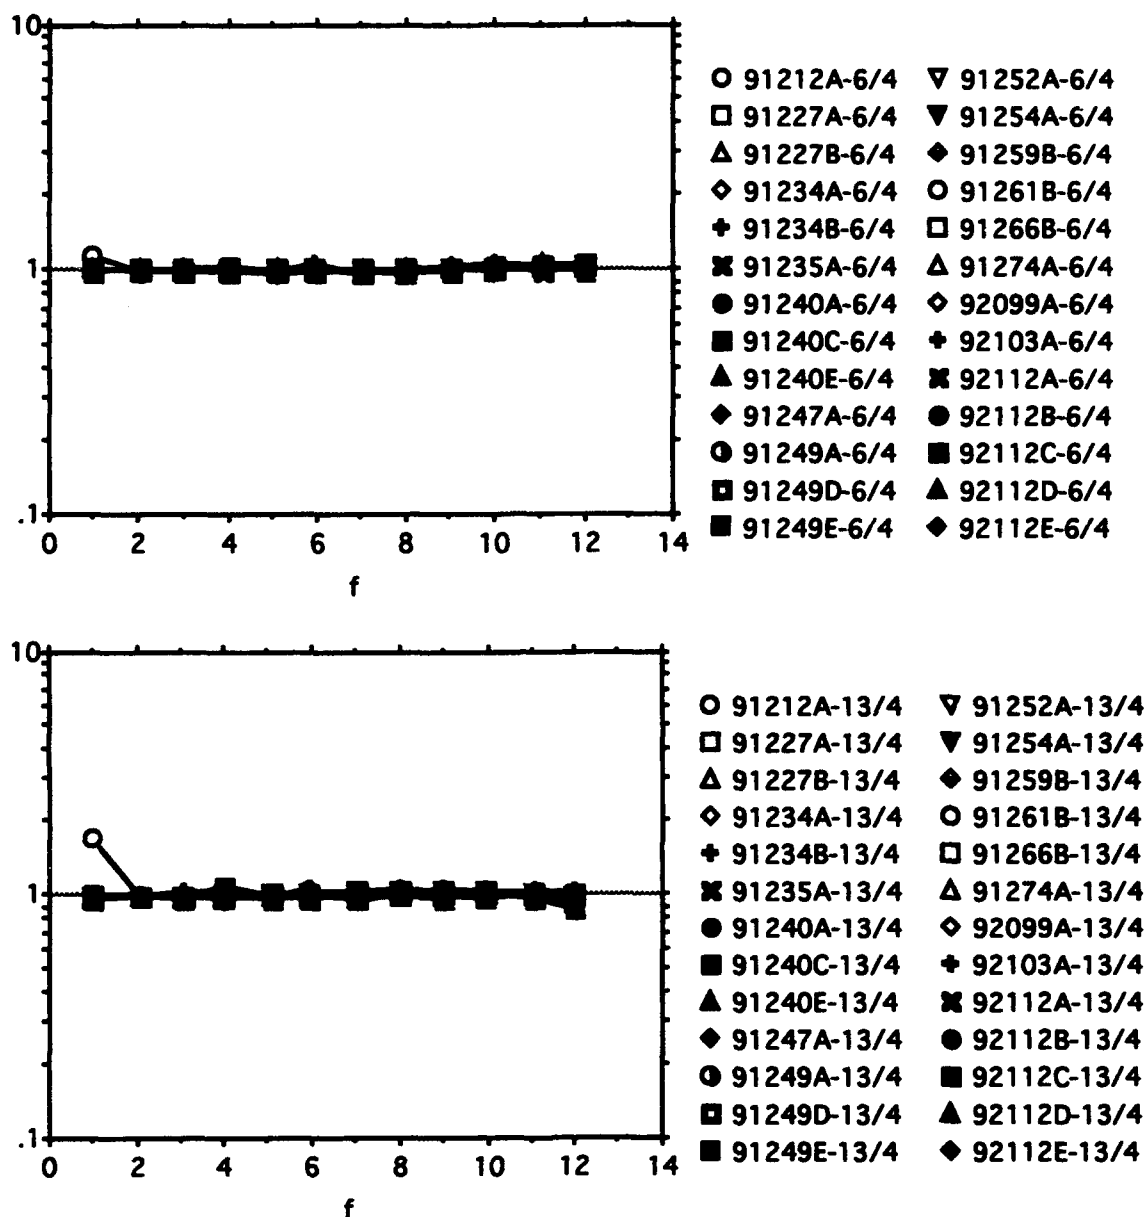 10
1
.1
0 2 4 6 8 10 12 14
f
91212A-6/4 91252A-6/4
91227A-6/4 91254A-6/4
91227B-6/4 91259B-6/4
91234A-6/4 91261B-6/4
91234B-6/4 91266B-6/4
91235A-6/4 91274A-6/4
91240A-6/4 92099A-6/4
91240C-6/4 92103A-6/4
91240E-6/4 92112A-6/4
91247A-6/4 92112B-6/4
91249A-6/4 92112C-6/4
91249D-6/4 92112D-6/4
91249E-6/4 92112E-6/4
10
1
.1
0 2 4 6 8 10 12 14
f
91212A-13/4 91252A-13/4
91227A-13/4 91254A-13/4
91227B-13/4 91259B-13/4
91234A-13/4 91261B-13/4
91234B-13/4 91266B-13/4
91235A-13/4 91274A-13/4
91240A-13/4 92099A-13/4
91240C-13/4 92103A-13/4
91240E-13/4 92112A-13/4
91247A-13/4 92112B-13/4
91249A-13/4 92112C-13/4
91249D-13/4 92112D-13/4
91249E-13/4 92112E-13/4